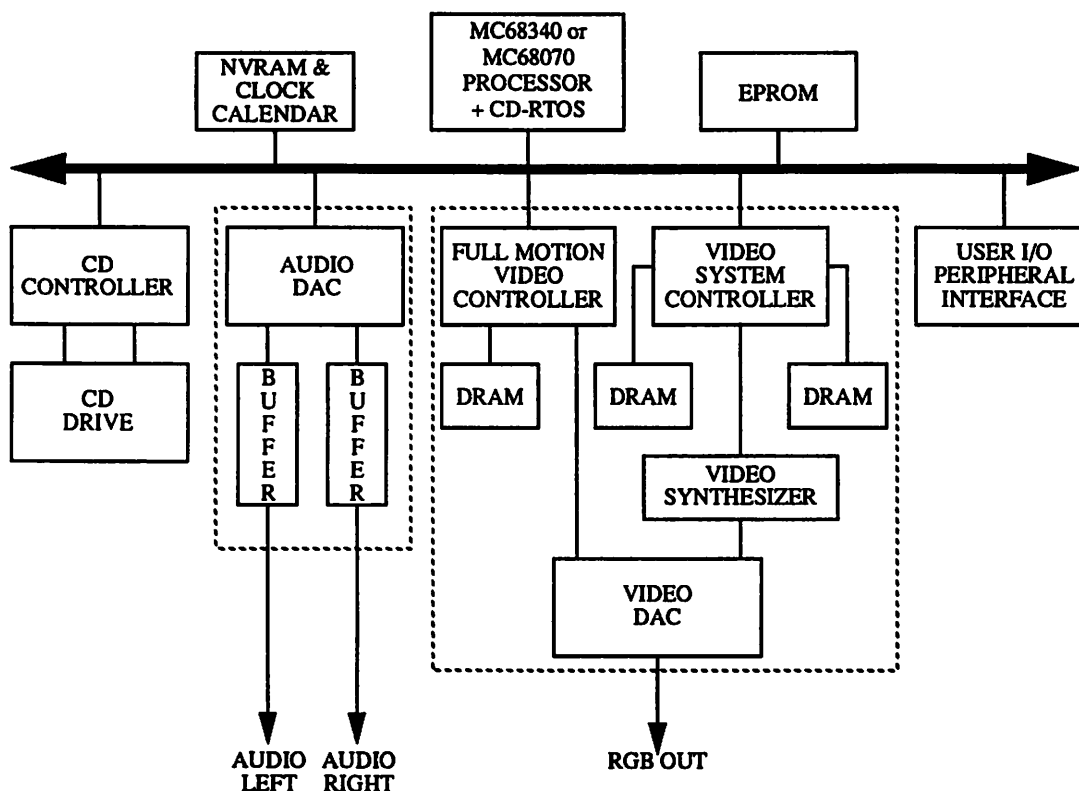 NVRAM &
CLOCK
CALENDAR
MC68340 or
MC68070
PROCESSOR
+ CD-RTOS
EPROM
CD
CONTROLLER
AUDIO
DAC
FULL MOTION
VIDEO
CONTROLLER
VIDEO
SYSTEM
CONTROLLER
USER I/O
PERIPHERAL
INTERFACE
CD
DRIVE
BUFFER
BUFFER
DRAM
DRAM
DRAM
VIDEO
SYNTHESIZER
VIDEO
DAC
AUDIO
LEFT
AUDIO
RIGHT
RGB OUT